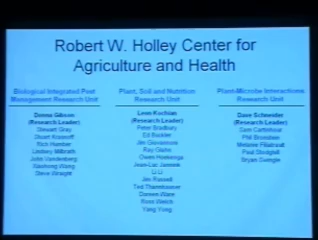 Robert W. Holley Center for
Agriculture and Health
Biological Integrated Pest
Management Research Unit
Donna Gibson
(Research Leader)
Stewart Gray
Stuart Krasnoff
Rick Humber
Lindsey Milbrath
John Vandenberg
Xiaohong Wang
Steve Wraight
Plant, Soil and Nutrition
Research Unit
Leon Kochian
(Research Leader)
Peter Bradbury
Ed Buckler
Jim Giovannoni
Ray Glahn
Owen Hoekenga
Jean-Luc Jannink
Li Li
Jim Russell
Ted Thannhauser
Doreen Ware
Ross Welch
Yong Yang
Plant-Microbe Interactions
Research Unit
Dave Schneider
(Research Leader)
Sam Cartinhour
Phil Bronstein
Melanie Filiatrault
Paul Stodghill
Bryan Swingle